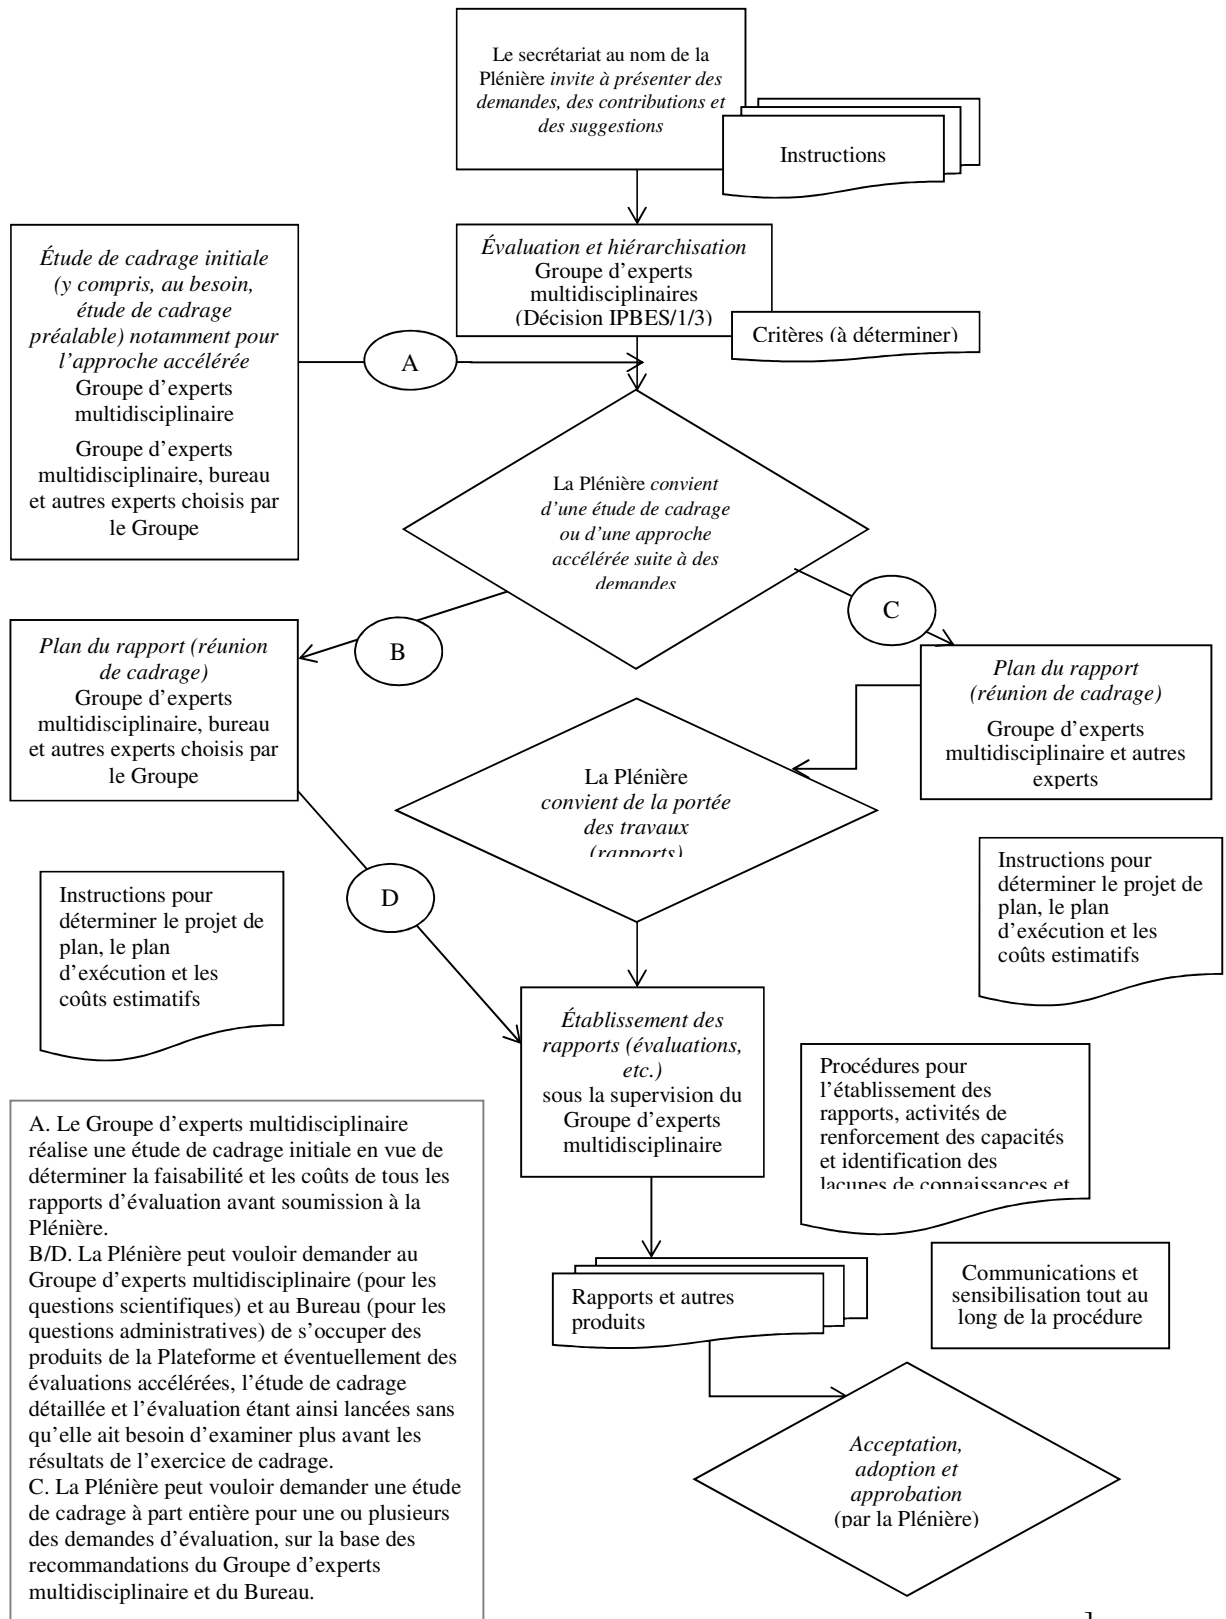 Le secrétariat au nom de la
Plénière invite à présenter des
demandes, des contributions et
des suggestions
Instructions
Évaluation et hiérarchisation
Groupe d'experts
multidisciplinaires
(Décision IPBES/1/3)
Critères (à déterminer)
Étude de cadrage initiale
(y compris, au besoin,
étude de cadrage
préalable) notamment pour
l'approche accélérée
Groupe d'experts
multidisciplinaire
Groupe d'experts
multidisciplinaire, bureau
et autres experts choisis par
le Groupe
A
La Plénière convient
d'une étude de cadrage
ou d'une approche
accélérée suite à des
demandes
B
C
Plan du rapport (réunion
de cadrage)
Groupe d'experts
multidisciplinaire, bureau
et autres experts choisis par
le Groupe
Plan du rapport
(réunion de cadrage)
Groupe d'experts
multidisciplinaire et autres
experts
La Plénière
convient de la portée
des travaux
(rapports)
D
Instructions pour
déterminer le projet de
plan, le plan
d'exécution et les
coûts estimatifs
Instructions pour
déterminer le projet de
plan, le plan
d'exécution et les
coûts estimatifs
Établissement des
rapports (évaluations,
etc.)
sous la supervision du
Groupe d'experts
multidisciplinaire
Procédures pour
l'établissement des
rapports, activités de
renforcement des capacités
et identification des
lacunes de connaissances et
A. Le Groupe d'experts multidisciplinaire
réalise une étude de cadrage initiale en vue de
déterminer la faisabilité et les coûts de tous les
rapports d'évaluation avant soumission à la
Plénière.
B/D. La Plénière peut vouloir demander au
Groupe d'experts multidisciplinaire (pour les
questions scientifiques) et au Bureau (pour les
questions administratives) de s'occuper des
produits de la Plateforme et éventuellement des
évaluations accélérées, l'étude de cadrage
détaillée et l'évaluation étant ainsi lancées sans
qu'elle ait besoin d'examiner plus avant les
résultats de l'exercice de cadrage.
C. La Plénière peut vouloir demander une étude
de cadrage à part entière pour une ou plusieurs
des demandes d'évaluation, sur la base des
recommandations du Groupe d'experts
multidisciplinaire et du Bureau.
Rapports et autres
produits
Communications et
sensibilisation tout au
long de la procédure
Acceptation,
adoption et
approbation
(par la Plénière)
]